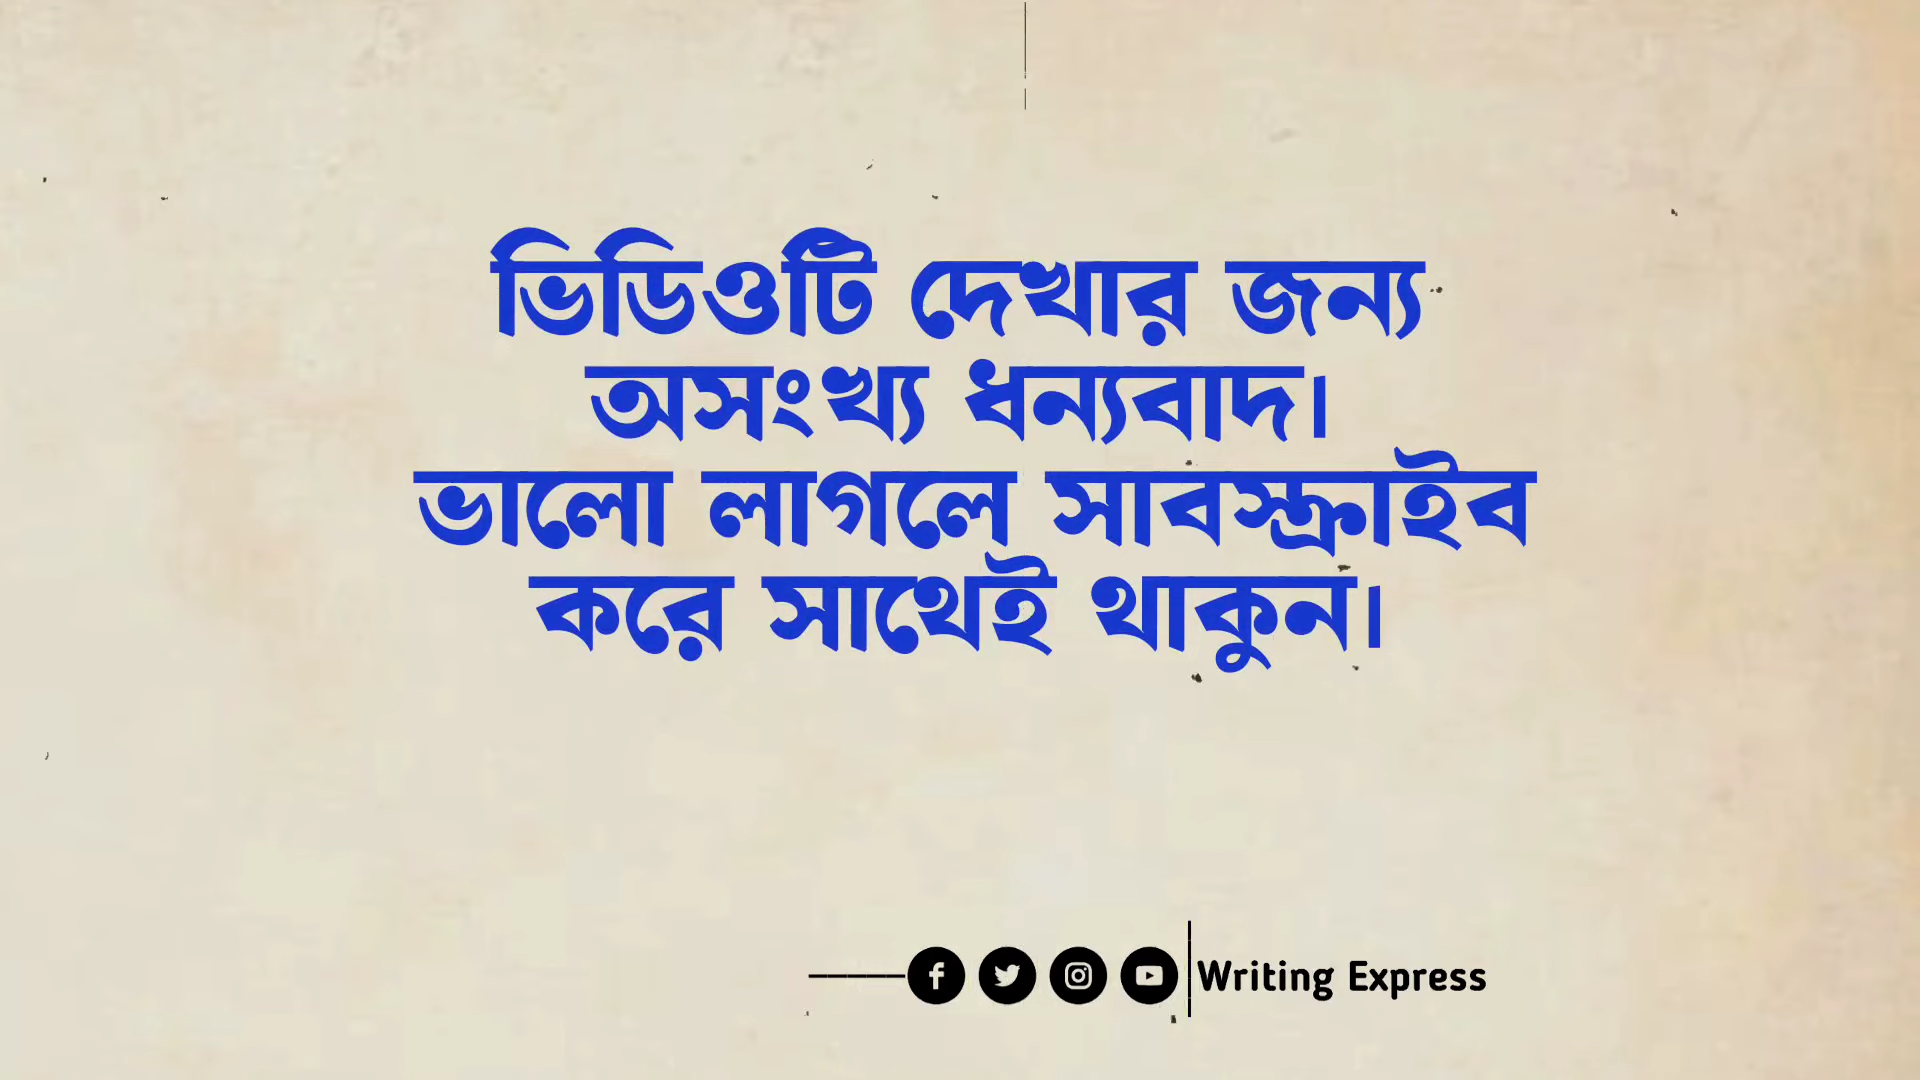 ভিডিওটি দেখার জন্য
অসংখ্য ধন্যবাদ।
ভালো লাগলে সাবস্ক্রাইব
করে সাথেই থাকুন।
Writing Express